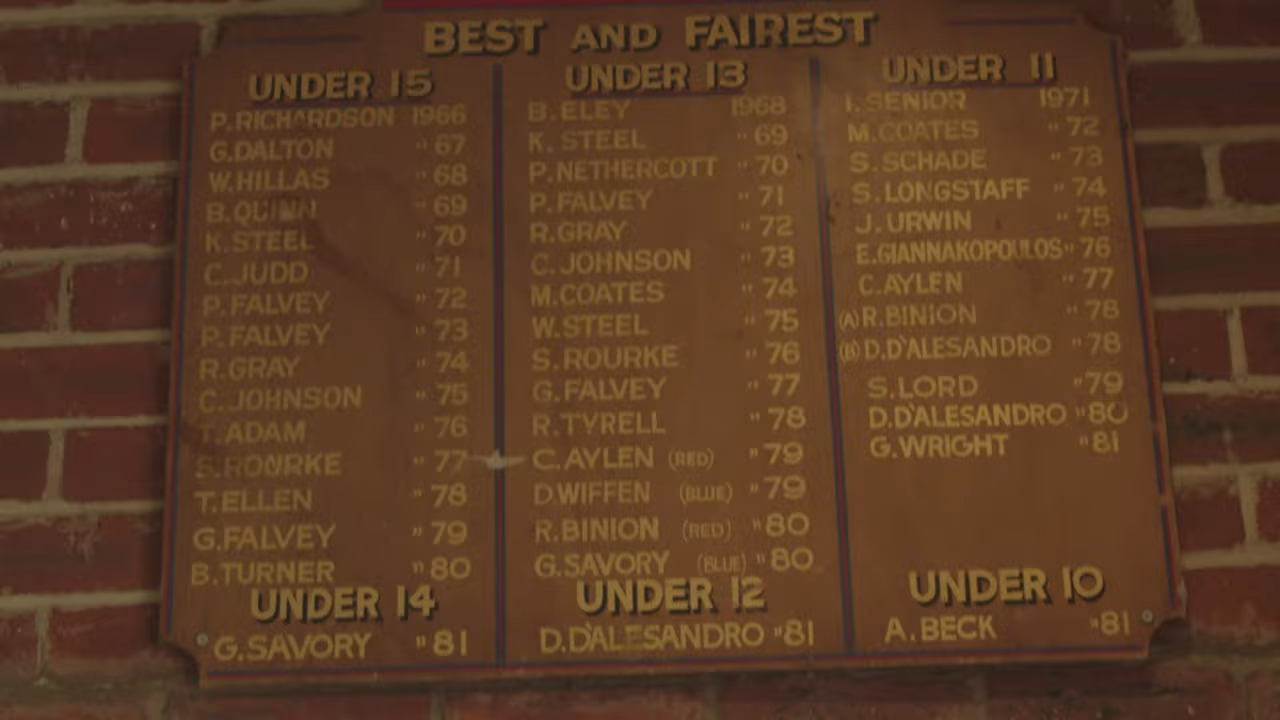 BEST AND FAIREST
UNDER 15
P.RICHARDSON 1966
G.DALTON " 67
W.HILLAS " 68
B.QUINN " 69
K.STEEL " 70
C.JUDD " 71
P.FALVEY " 72
P.FALVEY " 73
R.GRAY " 74
C.JOHNSON " 75
T.ADAM " 76
S.ROURKE " 77
T.ELLEN " 78
G.FALVEY " 79
B.TURNER " 80
UNDER 14
G.SAVORY " 81
UNDER 13
B.ELEY 1968
K.STEEL " 69
P.NETHERCOTT " 70
P.FALVEY " 71
R.GRAY " 72
C.JOHNSON " 73
M.COATES " 74
W.STEEL " 75
S.ROURKE " 76
G.FALVEY " 77
R.TYRELL " 78
C.AYLEN (RED) " 79
D.WIFFEN (BLUE) " 79
R.BINION (RED) " 80
G.SAVORY (BLUE) " 80
UNDER 12
D.D'ALESANDRO " 81
UNDER 11
I.SENIOR 1971
M.COATES " 72
S.SCHADE " 73
S.LONGSTAFF " 74
J.URWIN " 75
E.GIANNAKOPOULOS " 76
C.AYLEN " 77
(A) R.BINION " 78
(B) D.D'ALESANDRO " 78
S.LORD " 79
D.D'ALESANDRO " 80
G.WRIGHT " 81
UNDER 10
A.BECK " 81